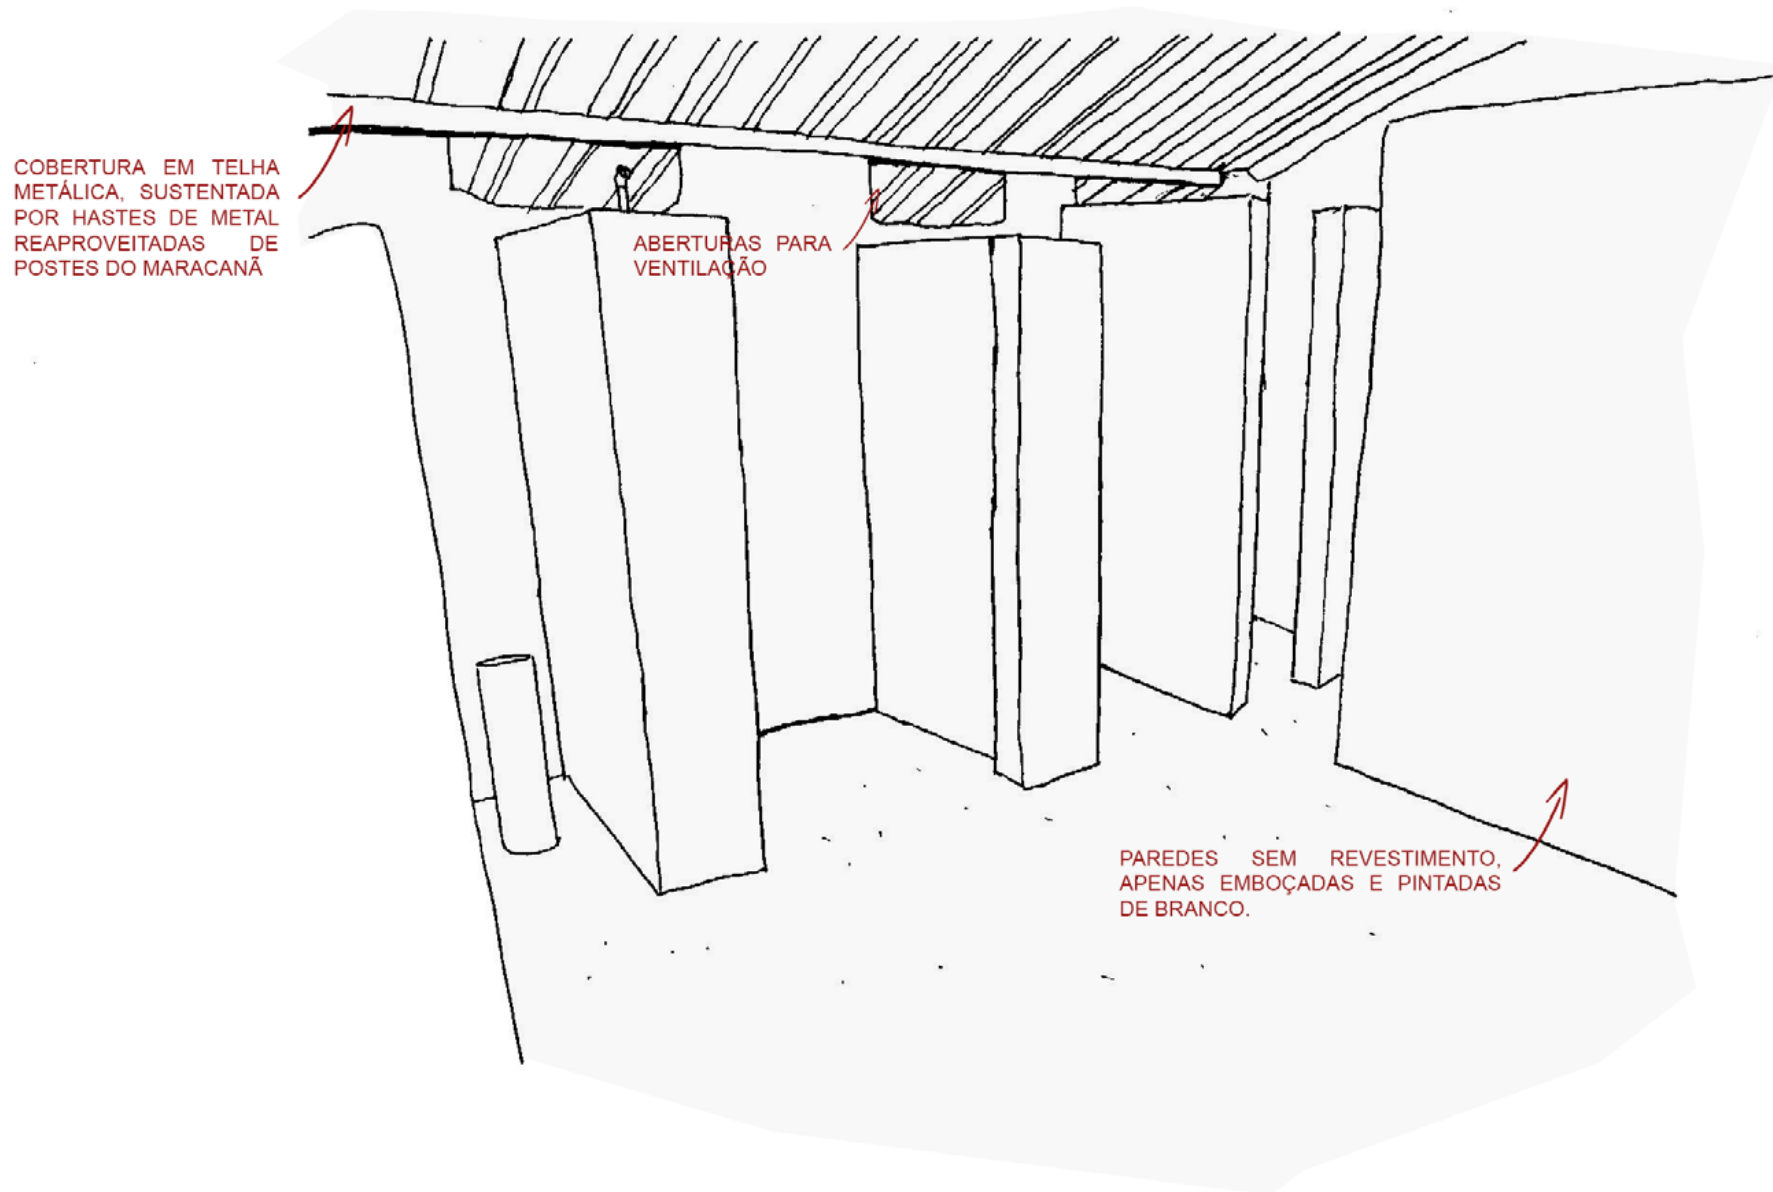 COBERTURA EM TELHA
METÁLICA, SUSTENTADA
POR HASTES DE METAL
REAPROVEITADAS DE
POSTES DO MARACANÃ
ABERTURAS PARA
VENTILAÇÃO
PAREDES SEM REVESTIMENTO,
APENAS EMBOÇADAS E PINTADAS
DE BRANCO.